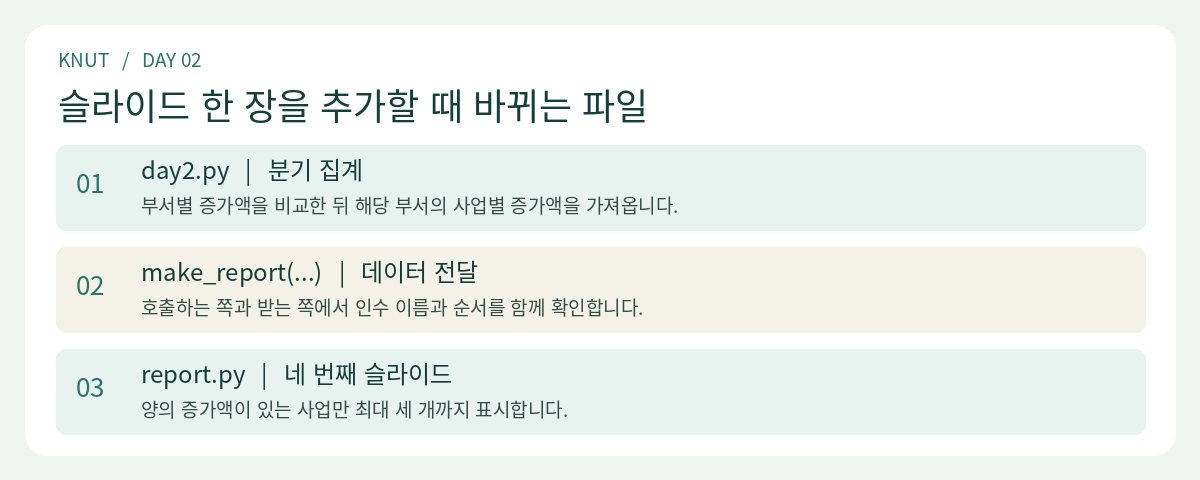 KNUT / DAY 02
슬라이드 한 장을 추가할 때 바뀌는 파일
01
day2.py | 분기 집계
부서별 증가액을 비교한 뒤 해당 부서의 사업별 증가액을 가져옵니다.
02
make_report(...) | 데이터 전달
호출하는 쪽과 받는 쪽에서 인수 이름과 순서를 함께 확인합니다.
03
report.py | 네 번째 슬라이드
양의 증가액이 있는 사업만 최대 세 개까지 표시합니다.